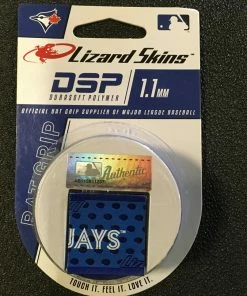 Lizard Skins
DSP
DURASOFT POLYMER
1.1MM
OFFICIAL BAT GRIP SUPPLIER OF MAJOR LEAGUE BASEBALL
BAT GRIP
Authentic
JAYS™
TOUCH IT. FEEL IT. LOVE IT.